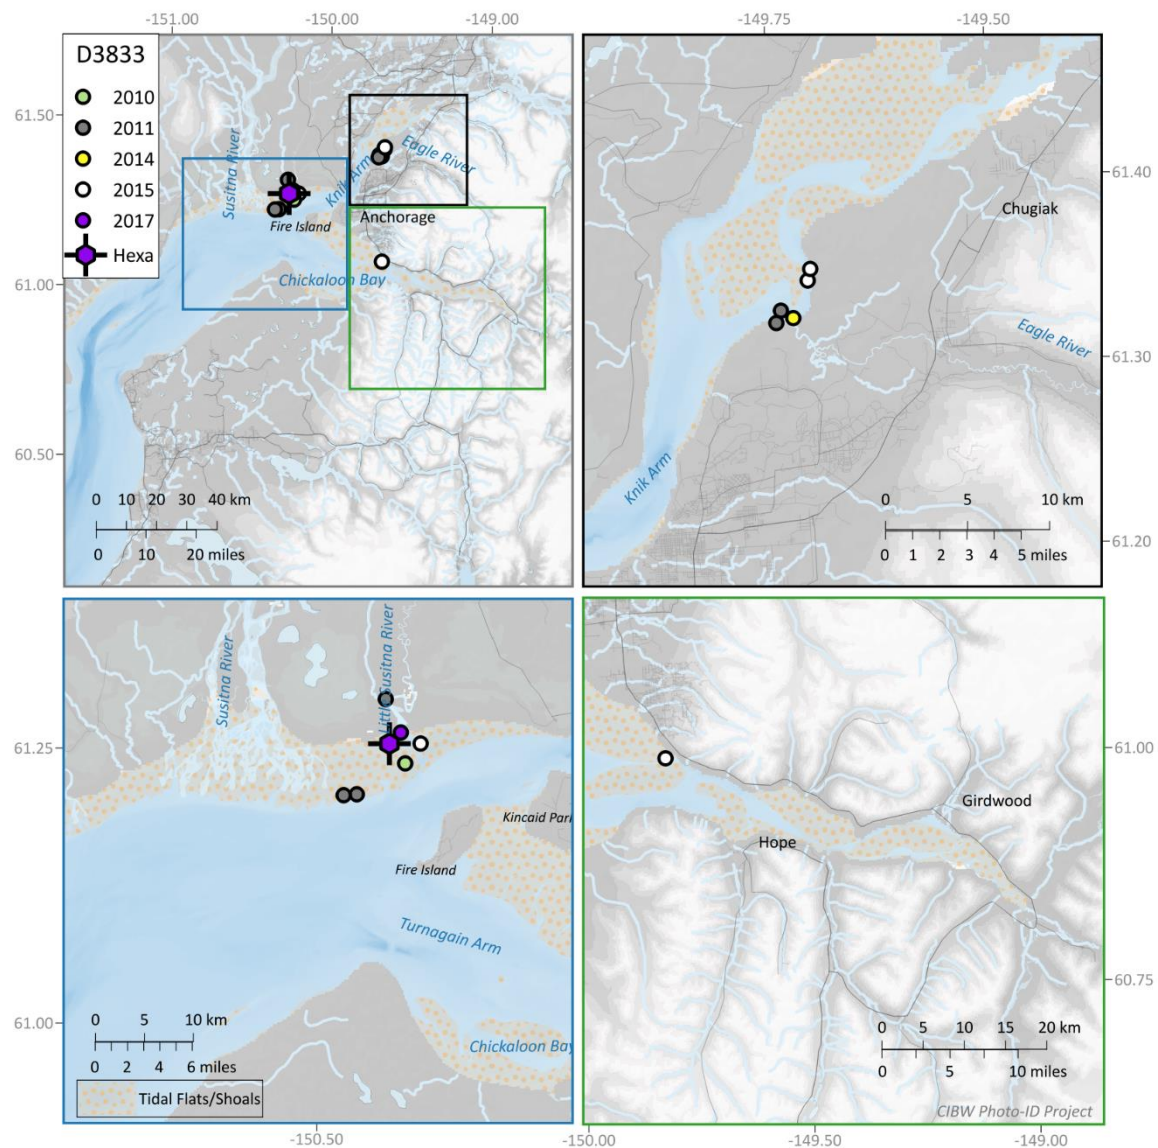 -151.00
-150.00
-149.00
-149.75
-149.50
D3833
2010
2011
2014
2015
2017
Hexa
61.50
61.00
60.50
Susitna River
Knik Arm
Eagle River
Anchorage
Fire Island
Chickaloon Bay
0 10 20 30 40 km
0 10 20 miles
61.40
61.30
61.20
Chugiak
Eagle River
Knik Arm
0 5 10 km
0 1 2 3 4 5 miles
Susitna River
Little Susitna River
61.25
61.00
Kincaid Par
Fire Island
Turnagain Arm
Chickaloon Bay
0 5 10 km
0 2 4 6 miles
Tidal Flats/Shoals
-150.50
61.00
60.75
Girdwood
Hope
0 5 10 15 20 km
0 5 10 miles
CIBW Photo-ID Project
-150.00
-149.50
-149.00